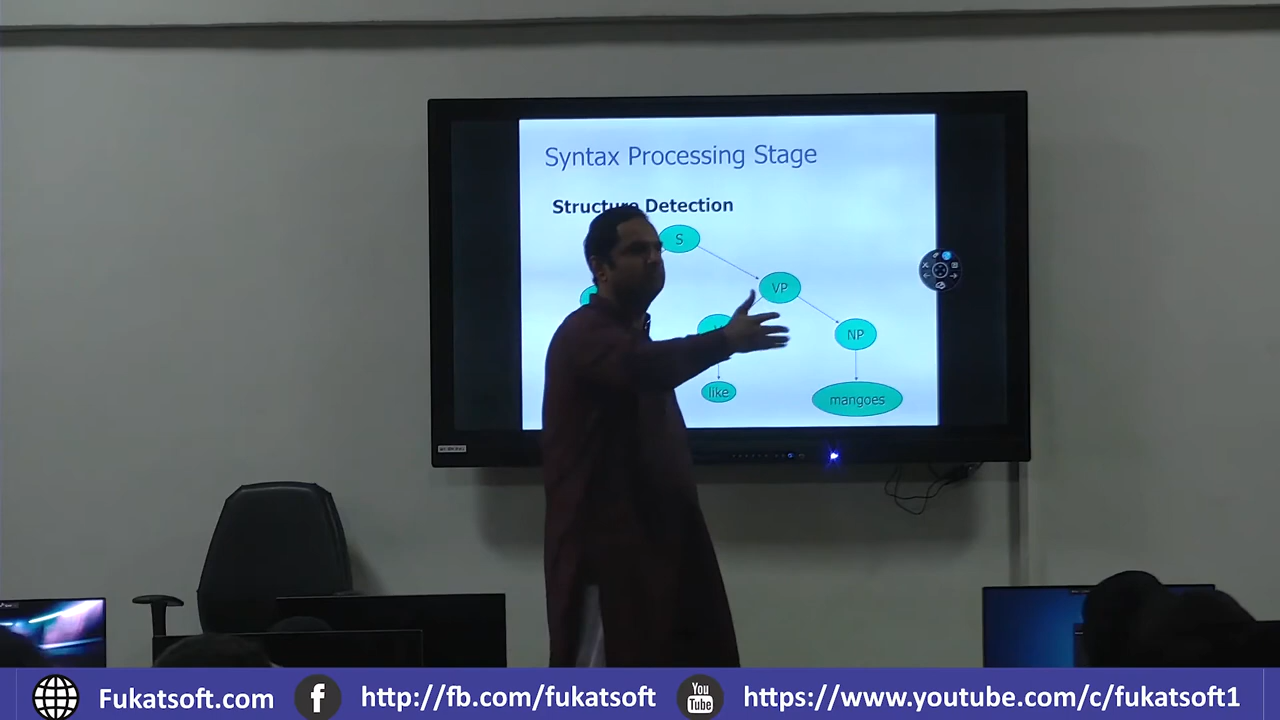 Syntax Processing Stage
Structure Detection
S
VP
NP
like
mangoes
Fukatsoft.com
http://fb.com/fukatsoft
You
Tube
https://www.youtube.com/c/fukatsoft1